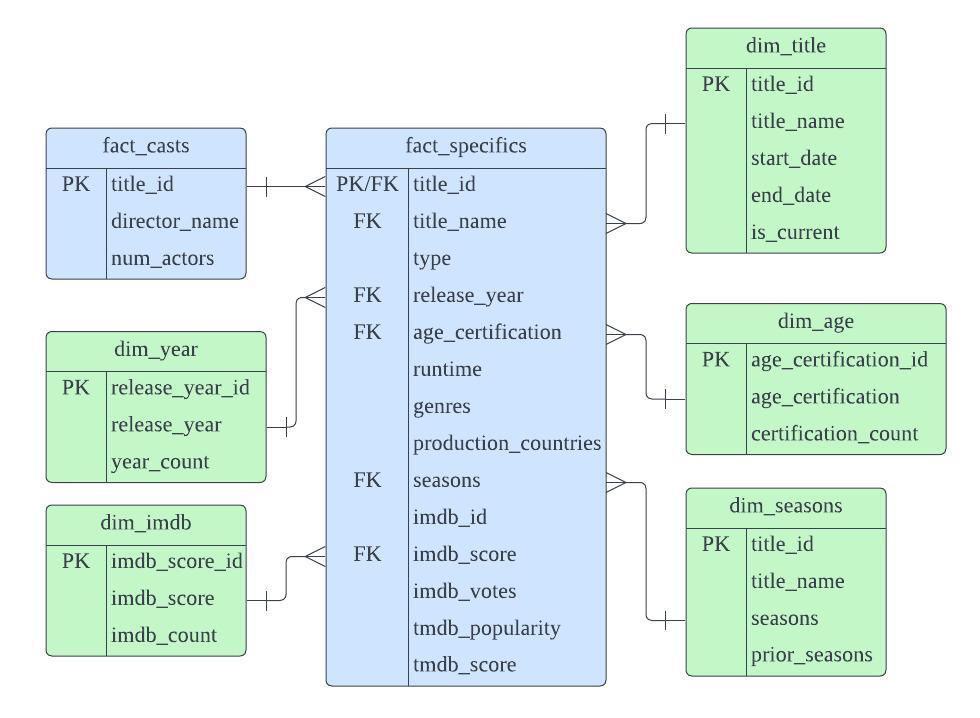 dim_title
PK title_id
title_name
start_date
end_date
is_current
fact_casts
PK title_id
director_name
num_actors
fact_specifics
PK/FK title_id
FK title_name
type
FK release_year
FK age_certification
runtime
genres
production_countries
FK seasons
imdb_id
FK imdb_score
imdb_votes
tmdb_popularity
tmdb_score
dim_age
PK age_certification_id
age_certification
certification_count
dim_year
PK release_year_id
release_year
year_count
dim_seasons
PK title_id
title_name
seasons
prior_seasons
dim_imdb
PK imdb_score_id
imdb_score
imdb_count